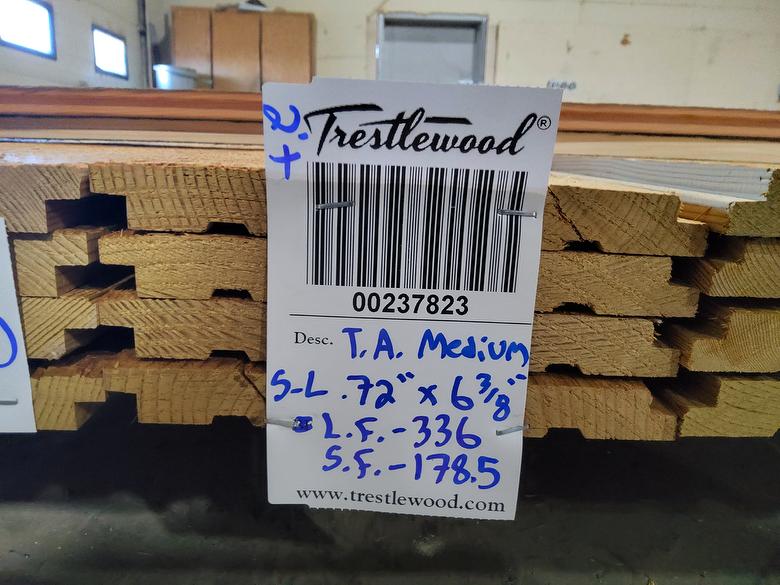 2.
+
Trestlewood®
00237823
Desc. T.A. Medium
S-L .72" x 6 3/8"
L.F. - 336
S.F. - 178.5
www.trestlewood.com